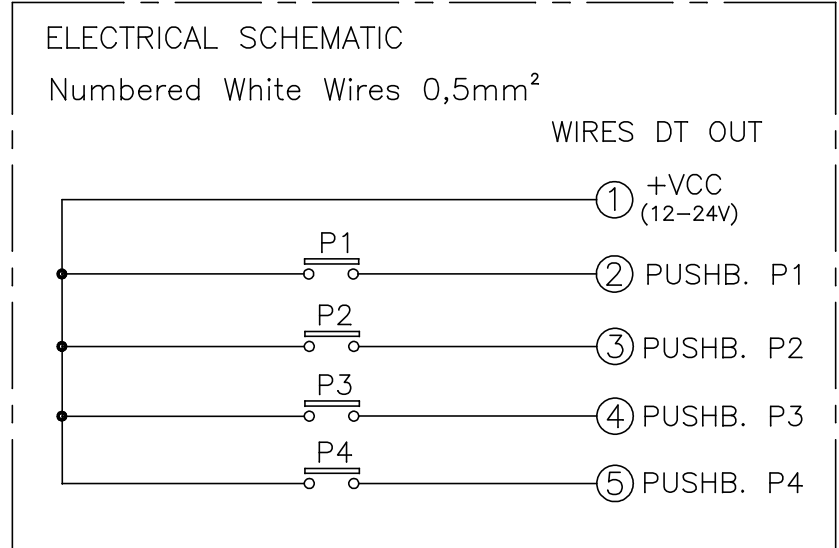 ELECTRICAL SCHEMATIC
Numbered White Wires 0,5mm²
WIRES DT OUT
1 +VCC
(12-24V)
P1
2 PUSHB. P1
P2
3 PUSHB. P2
P3
4 PUSHB. P3
P4
5 PUSHB. P4